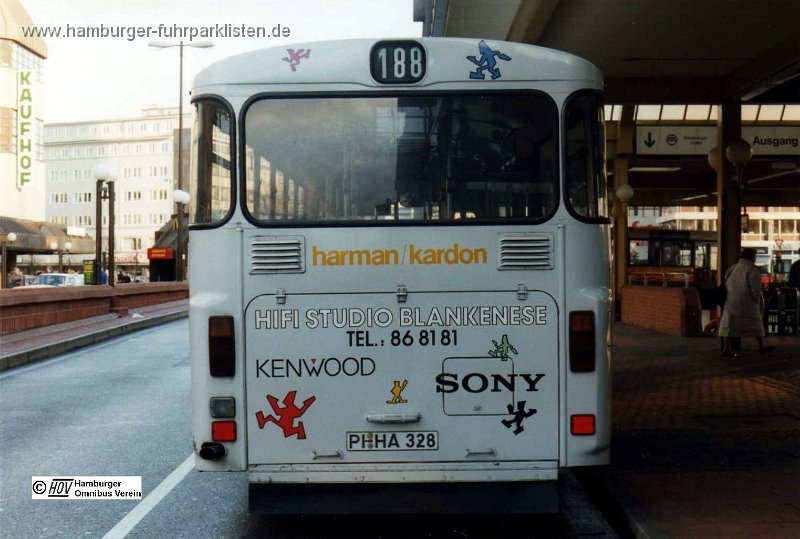 www.hamburger-fuhrparklisten.de
188
KAUFHOF
Ausgang
harman/kardon
HIFI STUDIO BLANKENESE
TEL.: 86 81 81
KENWOOD
SONY
PI-HA 328
© HOV Hamburger
Omnibus Verein